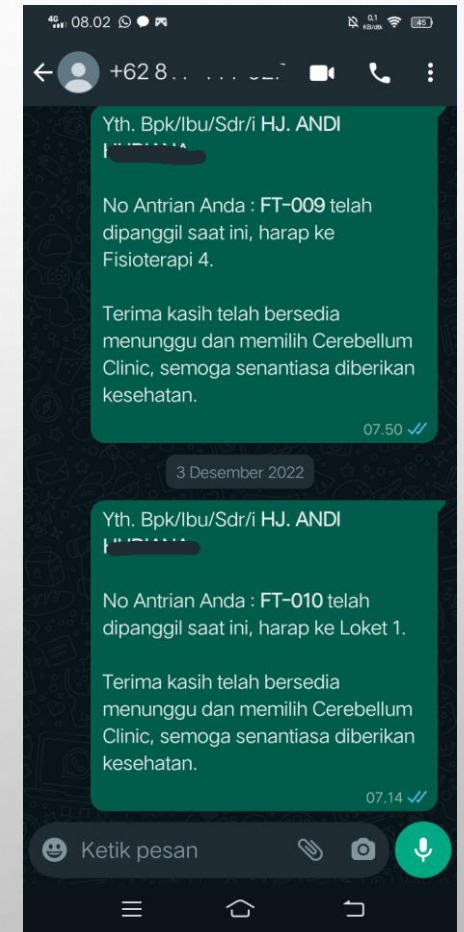 4G 08.02 0,1 KB/dtk 45
+62 8
Yth. Bpk/Ibu/Sdr/i HJ. ANDI
No Antrian Anda : FT-009 telah
dipanggil saat ini, harap ke
Fisioterapi 4.
Terima kasih telah bersedia
menunggu dan memilih Cerebellum
Clinic, semoga senantiasa diberikan
kesehatan.
07.50
3 Desember 2022
Yth. Bpk/Ibu/Sdr/i HJ. ANDI
No Antrian Anda : FT-010 telah
dipanggil saat ini, harap ke Loket 1.
Terima kasih telah bersedia
menunggu dan memilih Cerebellum
Clinic, semoga senantiasa diberikan
kesehatan.
07.14
Ketik pesan